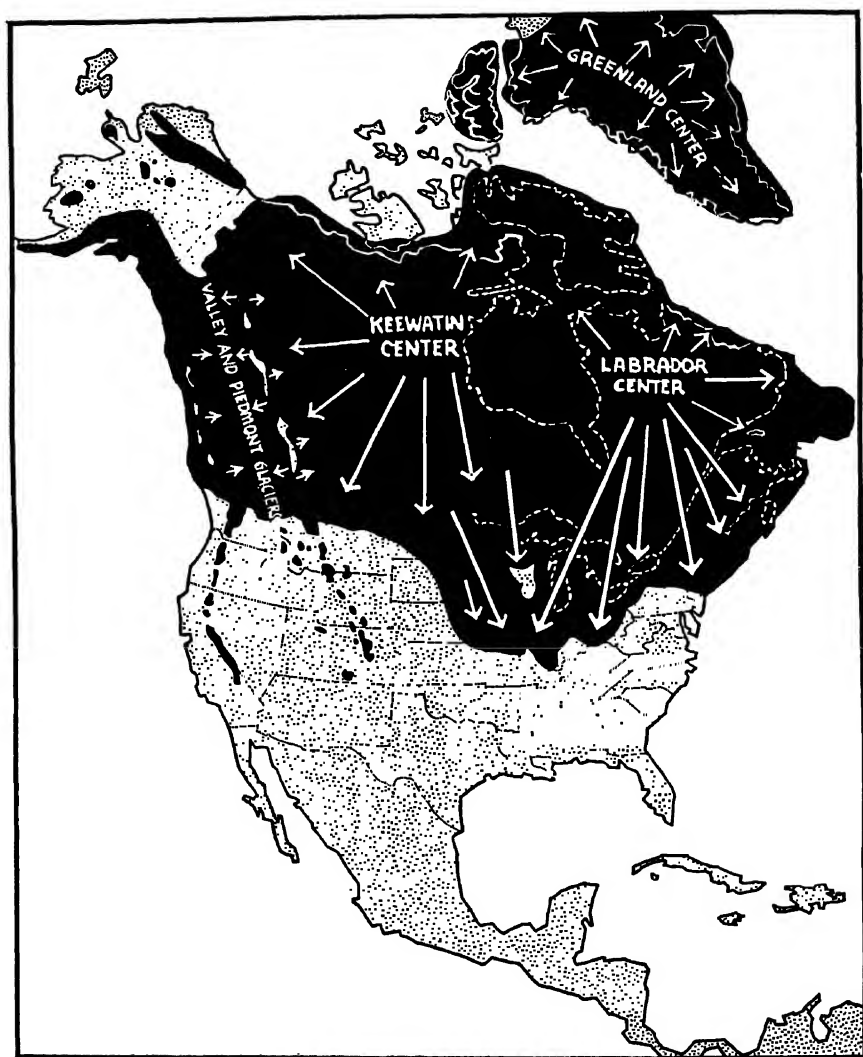 GREENLAND CENTER
KEEWATIN
CENTER
LABRADOR
CENTER
VALLEY AND PIEDMONT GLACIERS